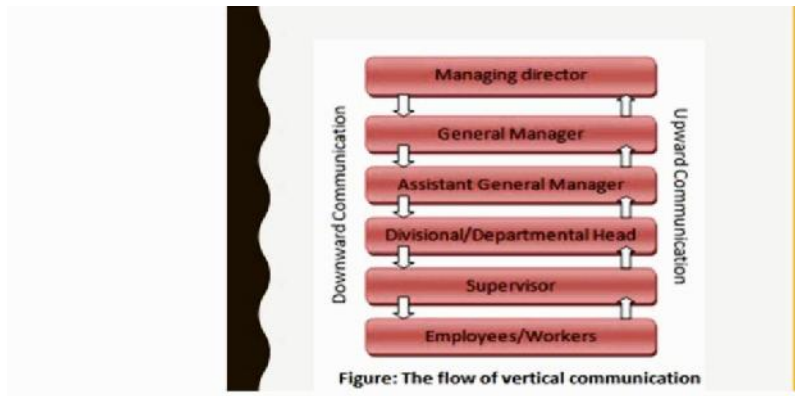 Managing director
Downward Communication
Upward Communication
General Manager
Assistant General Manager
Divisional/Departmental Head
Supervisor
Employees/Workers
Figure: The flow of vertical communication